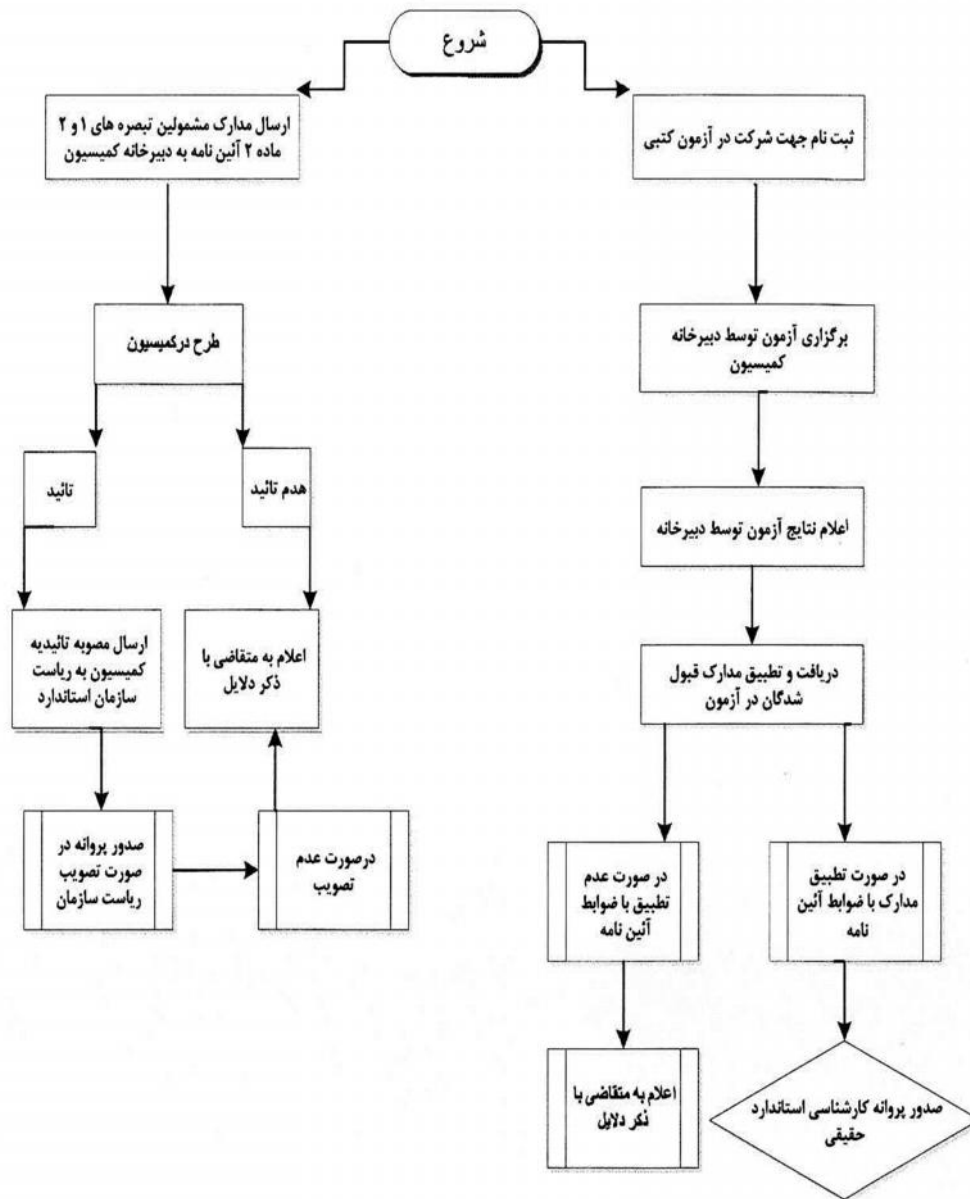 شروع
ثبت نام جهت شرکت در آزمون کتبی
برگزاری آزمون توسط دبیرخانه
کمیسیون
اعلام نتایج آزمون توسط دبیرخانه
دریافت و تطبیق مدارک قبول
شدگان در آزمون
در صورت تطبیق
مدارک با ضوابط آئین
نامه
صدور پروانه کارشناسی استاندارد
حقیقی
در صورت عدم
تطبیق با ضوابط
آئین نامه
اعلام به متقاضی با
ذکر دلایل
ارسال مدارک مشمولین تبصره های ۱ و ۲
ماده ۲ آئین نامه به دبیرخانه کمیسیون
طرح درکمیسیون
هدم تائید
تائید
اعلام به متقاضی با
ذکر دلایل
ارسال مصوبه تائیدیه
کمیسیون به ریاست
سازمان استاندارد
صدور پروانه در
صورت تصویب
ریاست سازمان
درصورت عدم
تصویب